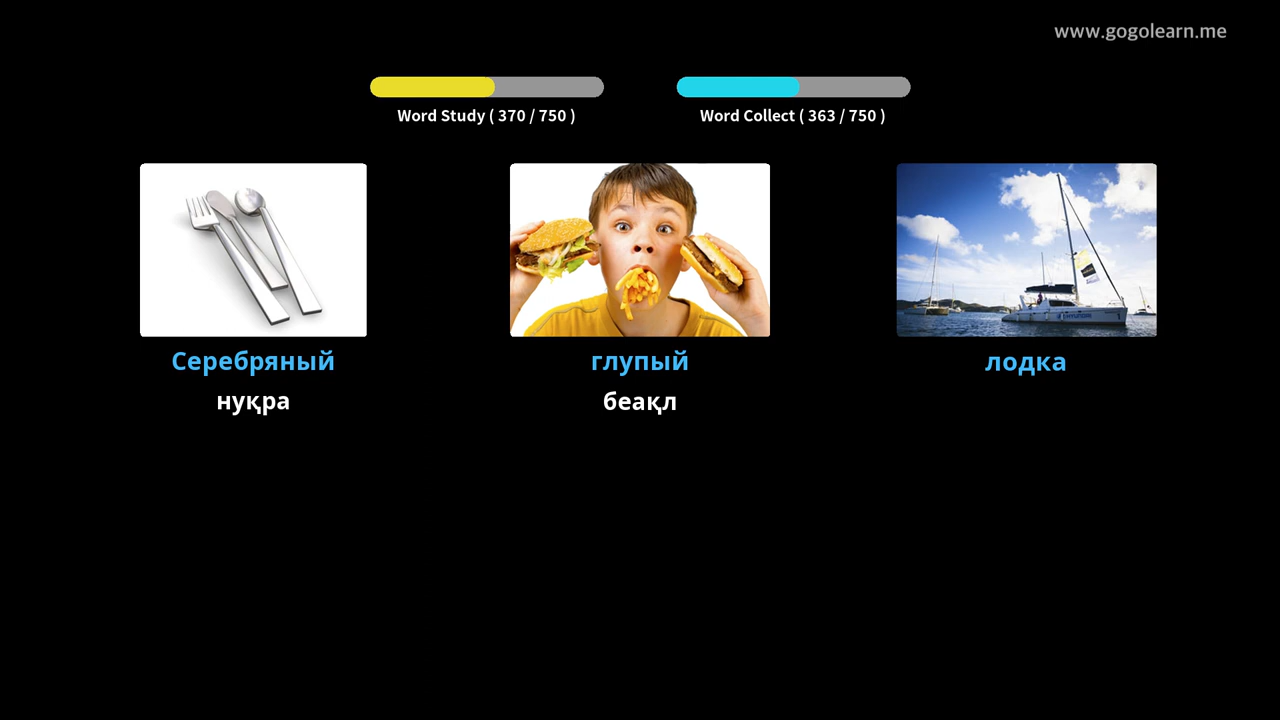 www.gogolearn.me
Word Study ( 370 / 750 )
Word Collect ( 363 / 750 )
Серебряный
глупый
лодка
нуқра
беақл